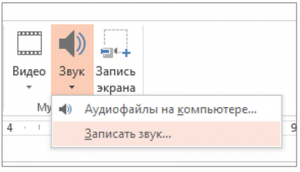 Видео Звук Запись
экрана
Му
Аудиофайлы на компьютере...
4 9
Записать звук...